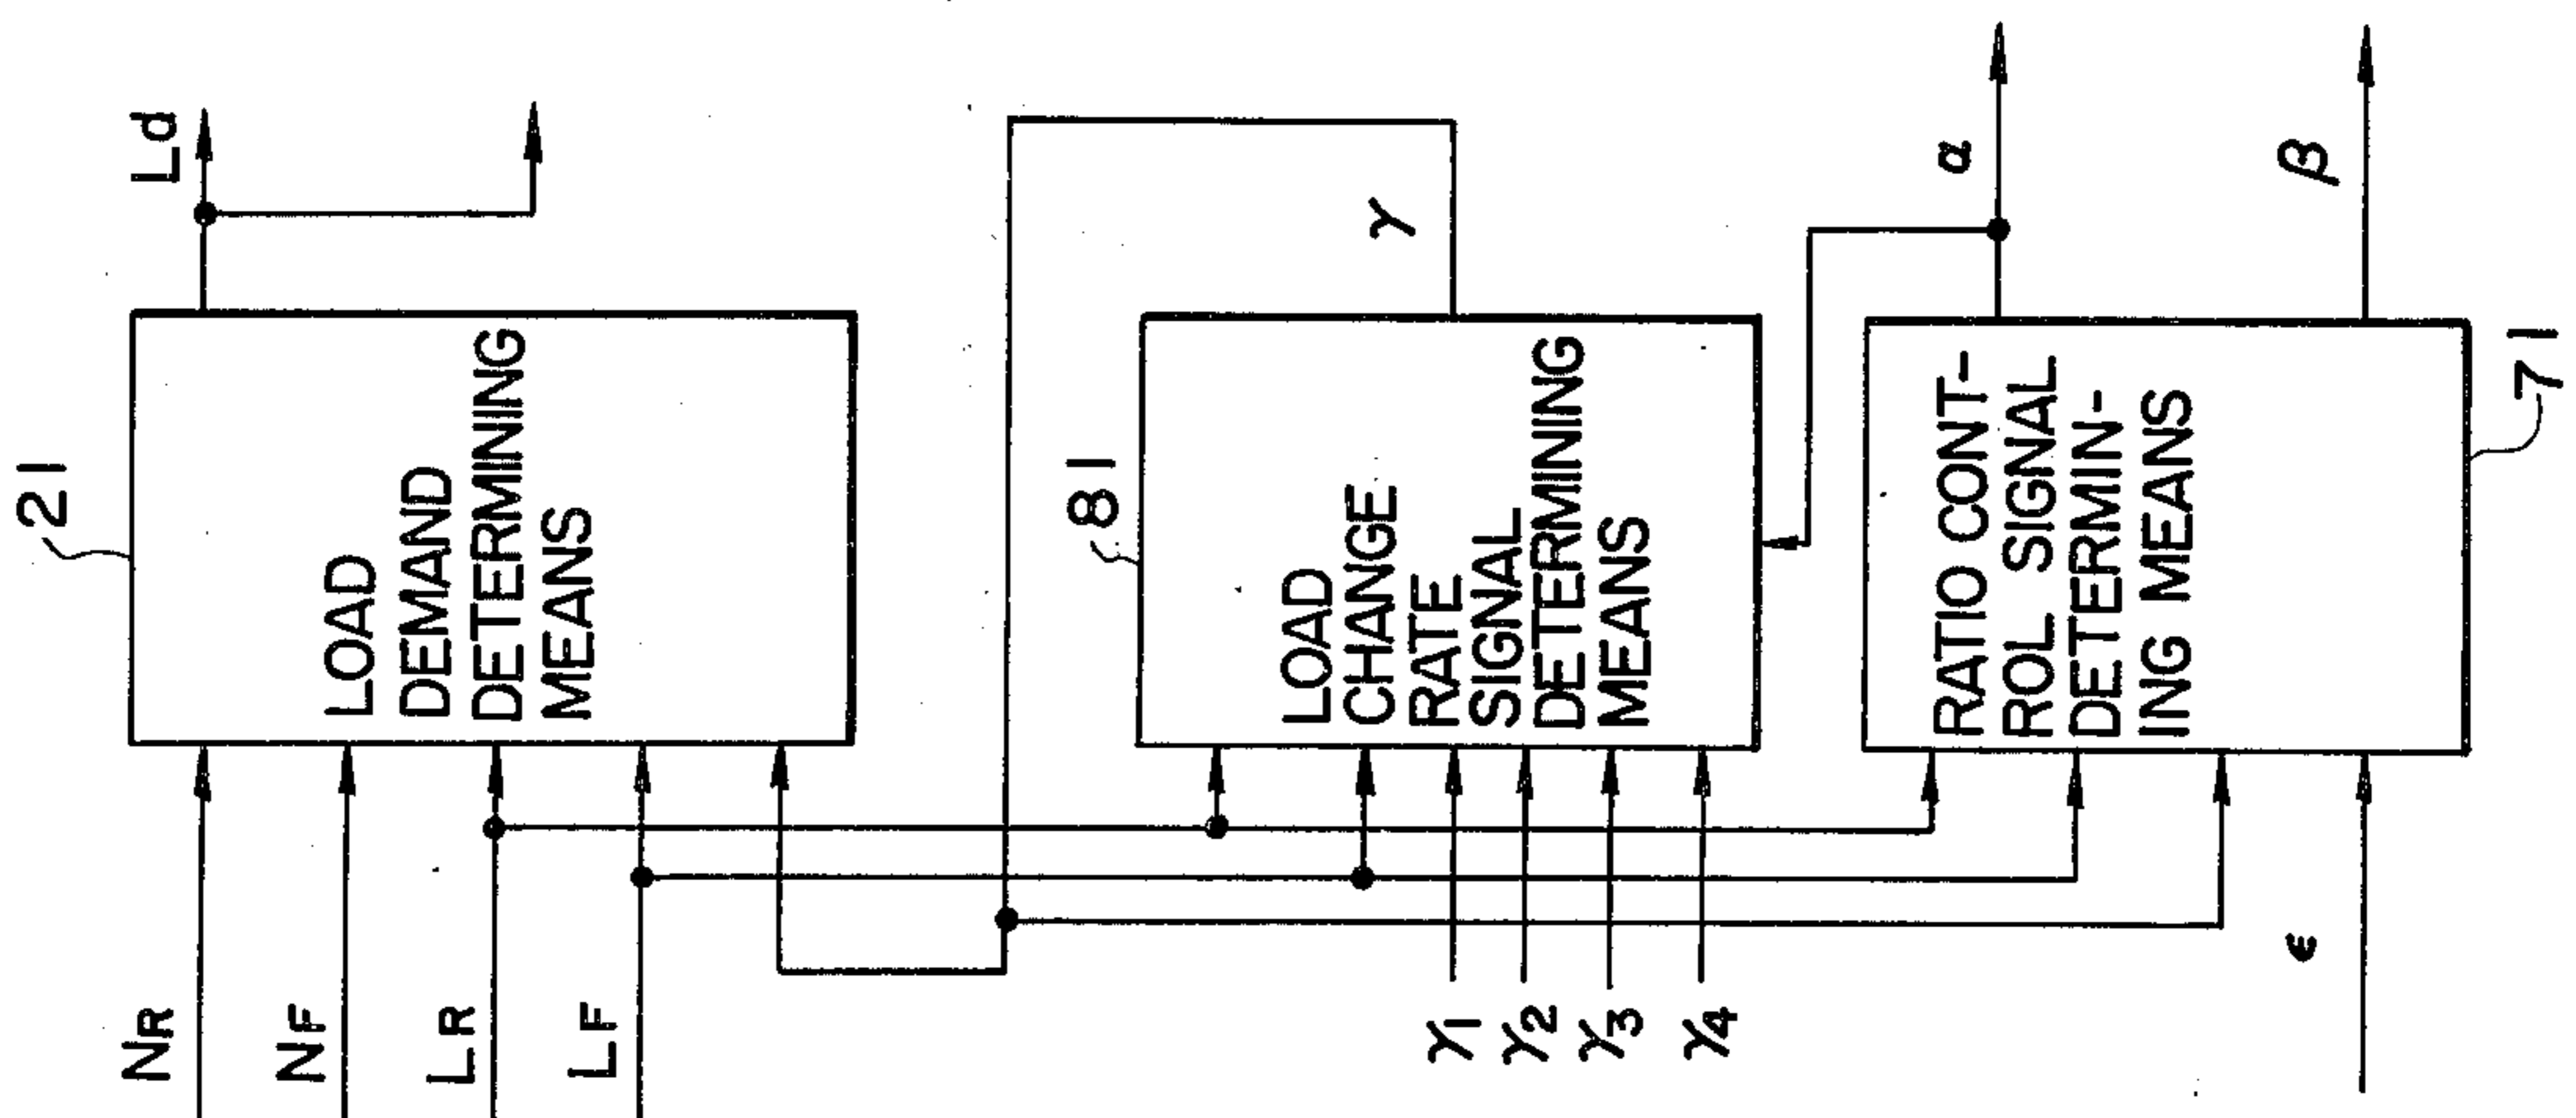 21
NR
NF
LR
LF
LOAD
DEMAND
DETERMINING
MEANS
Ld
81
γ1
γ2
γ3
γ4
LOAD
CHANGE
RATE
SIGNAL
DETERMINING
MEANS
γ
ϵ
RATIO CONT-
ROL SIGNAL
DETERMIN-
ING MEANS
α
β
71